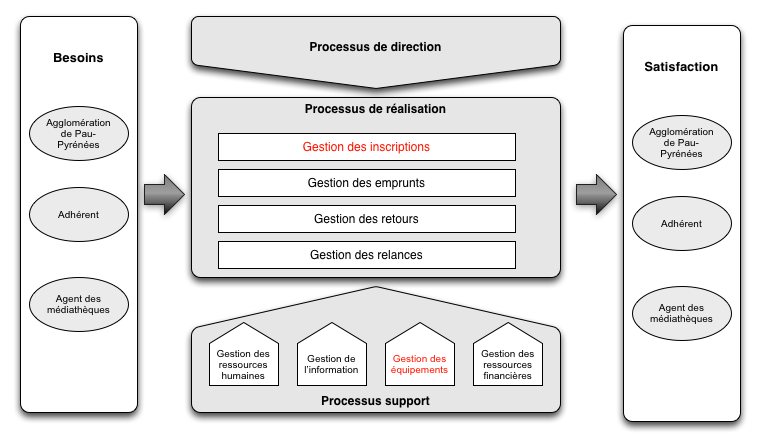 Besoins
Agglomération
de Pau-
Pyrénées
Adhérent
Agent des
médiathèques
Processus de direction
Processus de réalisation
Gestion des inscriptions
Gestion des emprunts
Gestion des retours
Gestion des relances
Gestion des
ressources
humaines
Gestion de
l'information
Gestion des
équipements
Gestion des
ressources
financières
Processus support
Satisfaction
Agglomération
de Pau-
Pyrénées
Adhérent
Agent des
médiathèques